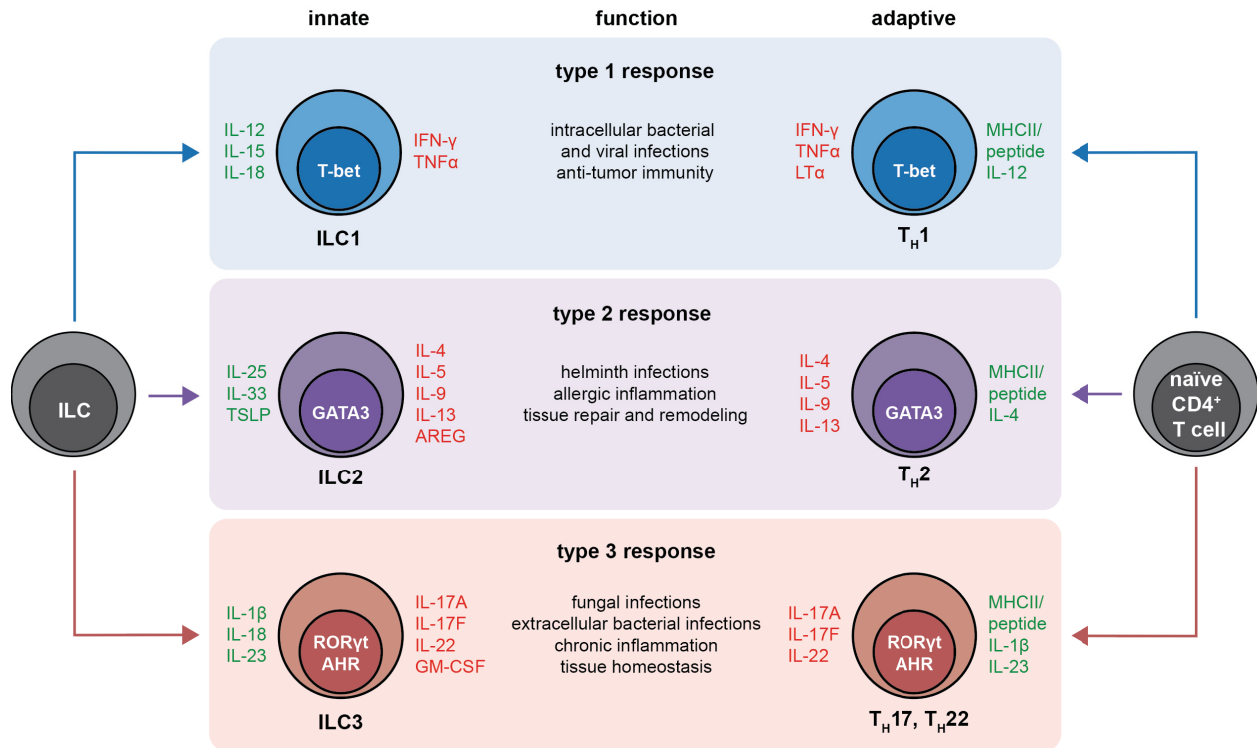 innate
function
adaptive
type 1 response
IL-12
IL-15
IL-18
T-bet
IFN-γ
TNFα
ILC1
intracellular bacterial
and viral infections
anti-tumor immunity
IFN-γ
TNFα
LTα
T-bet
MHCII/
peptide
IL-12
TH1
type 2 response
ILC
IL-25
IL-33
TSLP
GATA3
IL-4
IL-5
IL-9
IL-13
AREG
ILC2
helminth infections
allergic inflammation
tissue repair and remodeling
IL-4
IL-5
IL-9
IL-13
GATA3
MHCII/
peptide
IL-4
TH2
naïve
CD4+
T cell
type 3 response
IL-1β
IL-18
IL-23
RORγt
AHR
IL-17A
IL-17F
IL-22
GM-CSF
ILC3
fungal infections
extracellular bacterial infections
chronic inflammation
tissue homeostasis
IL-17A
IL-17F
IL-22
RORγt
AHR
MHCII/
peptide
IL-1β
IL-23
TH17, TH22